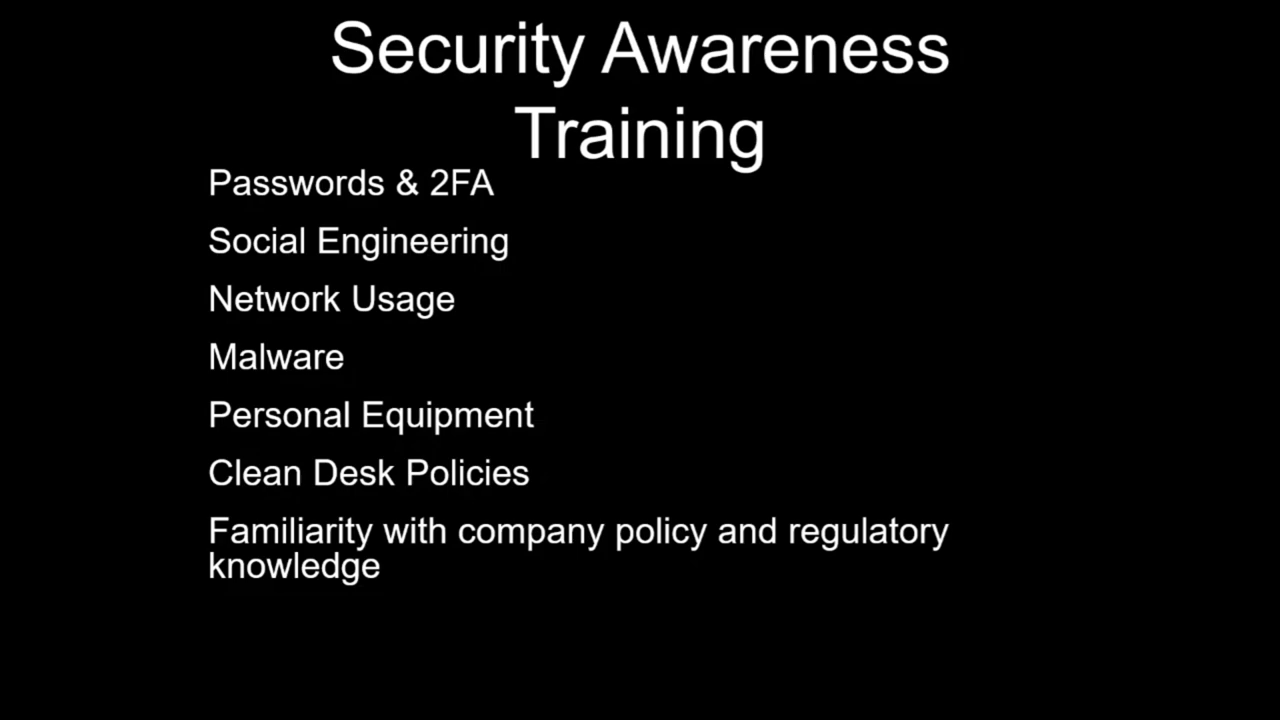 Security Awareness
Training
Passwords & 2FA
Social Engineering
Network Usage
Malware
Personal Equipment
Clean Desk Policies
Familiarity with company policy and regulatory
knowledge